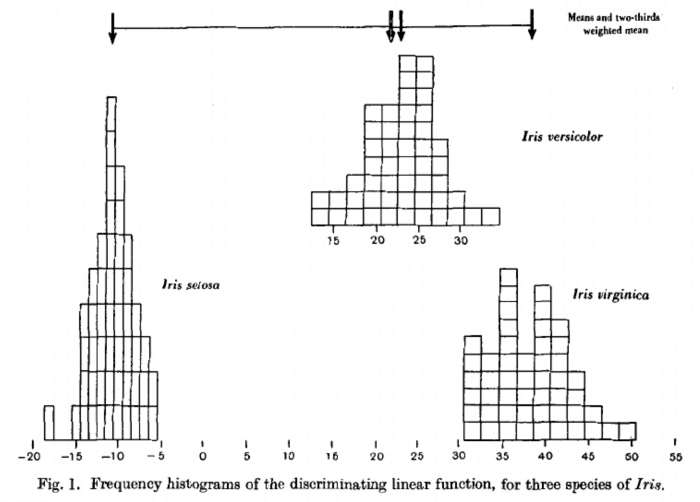 Means and two-thirds
weighted mean
Iris versicolor
15 20 25 30
Iris setosa
Iris virginica
−20 −15 −10 −5 0 5 10 15 20 25 30 35 40 45 50 55
Fig. 1. Frequency histograms of the discriminating linear function, for three species of Iris.